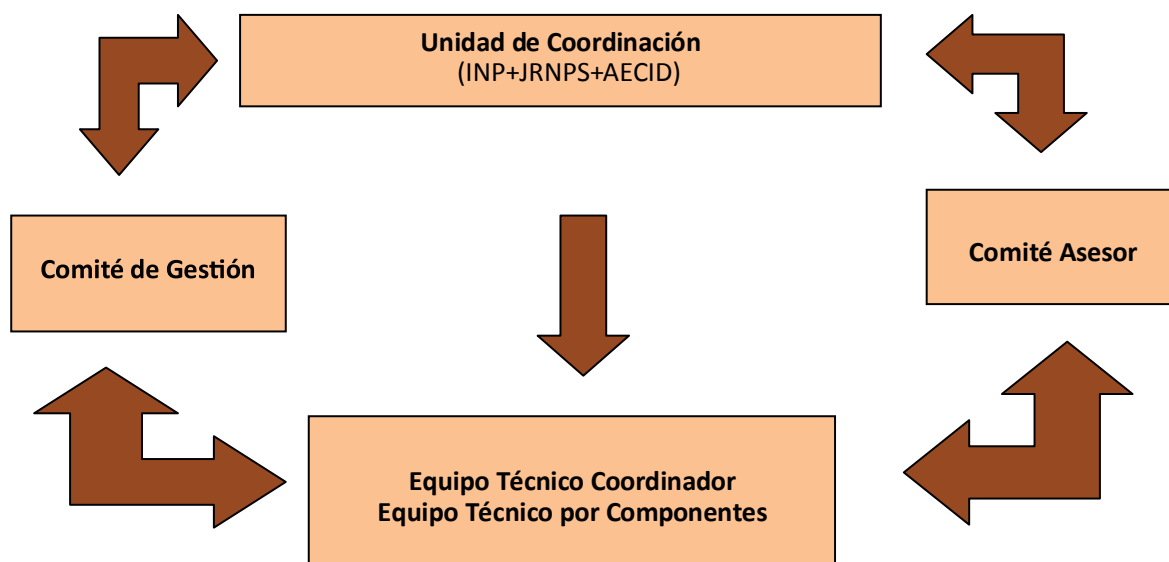 Unidad de Coordinación
(INP+JRNPS+AECID)
Comité de Gestión
Comité Asesor
Equipo Técnico Coordinador
Equipo Técnico por Componentes